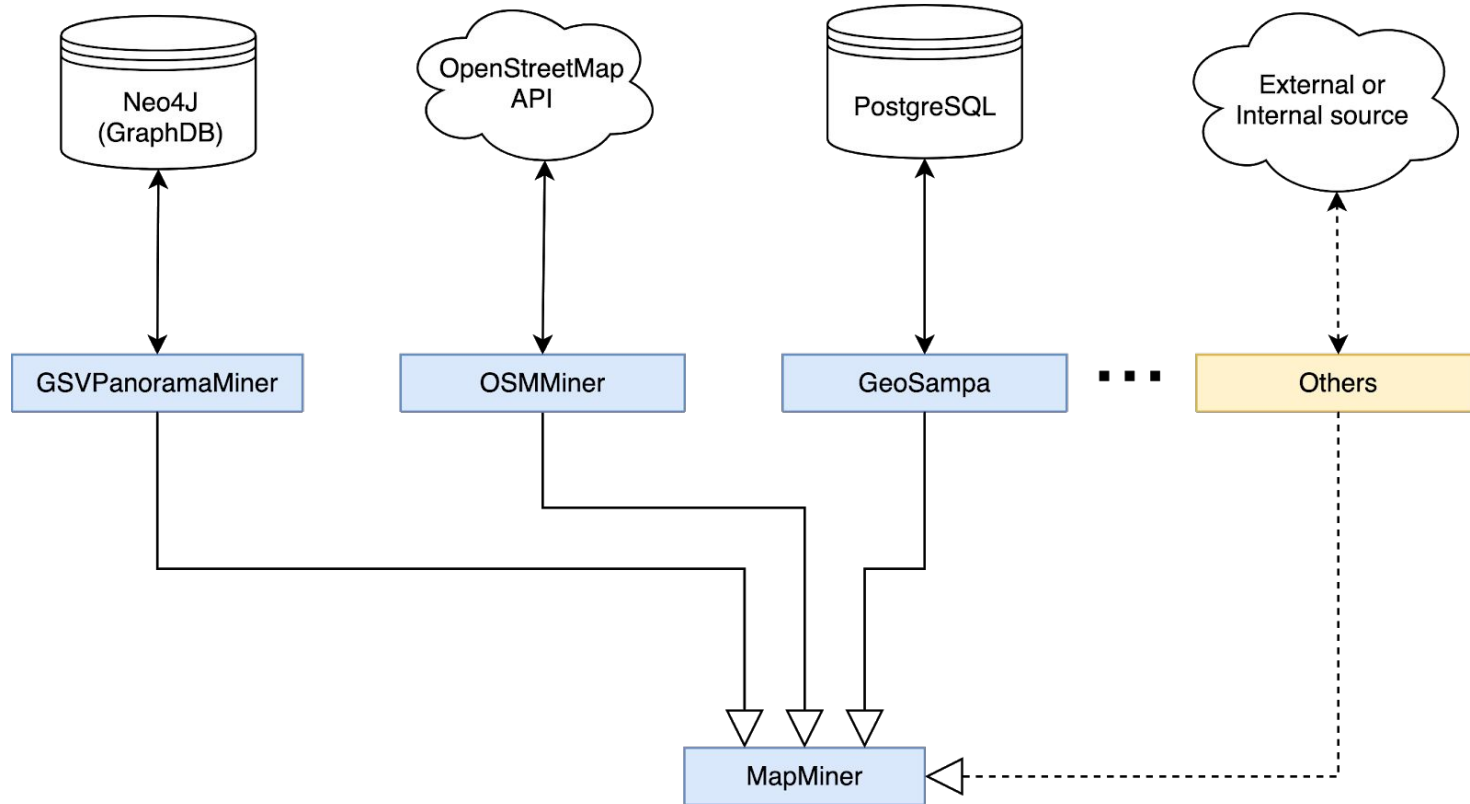 Neo4J
(GraphDB)
OpenStreetMap
API
PostgreSQL
External or
Internal source
GSVPanoramaMiner
OSMMiner
GeoSampa
Others
MapMiner